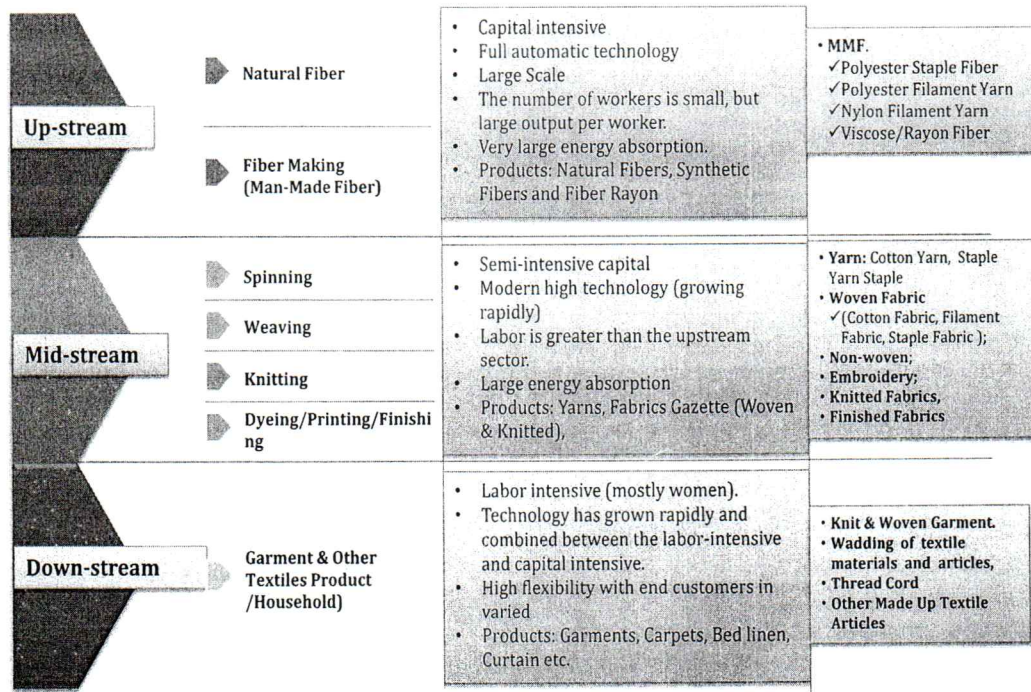 Up-stream
Natural Fiber
Fiber Making
(Man-Made Fiber)
• Capital intensive
• Full automatic technology
• Large Scale
• The number of workers is small, but
large output per worker.
• Very large energy absorption.
• Products: Natural Fibers, Synthetic
Fibers and Fiber Rayon
• MMF.
✓Polyester Staple Fiber
✓Polyester Filament Yarn
✓Nylon Filament Yarn
✓Viscose/Rayon Fiber
Mid-stream
Spinning
Weaving
Knitting
Dyeing/Printing/Finishi
ng
• Semi-intensive capital
• Modern high technology (growing
rapidly)
• Labor is greater than the upstream
sector.
• Large energy absorption
• Products: Yarns, Fabrics Gazette (Woven
& Knitted),
• Yarn: Cotton Yarn, Staple
Yarn Staple
• Woven Fabric
✓(Cotton Fabric, Filament
Fabric, Staple Fabric );
• Non-woven;
• Embroidery;
• Knitted Fabrics,
• Finished Fabrics
Down-stream
Garment & Other
Textiles Product
/Household)
• Labor intensive (mostly women).
• Technology has grown rapidly and
combined between the labor-intensive
and capital intensive.
• High flexibility with end customers in
varied
• Products: Garments, Carpets, Bed linen,
Curtain etc.
• Knit & Woven Garment.
• Wadding of textile
materials and articles,
• Thread Cord
• Other Made Up Textile
Articles